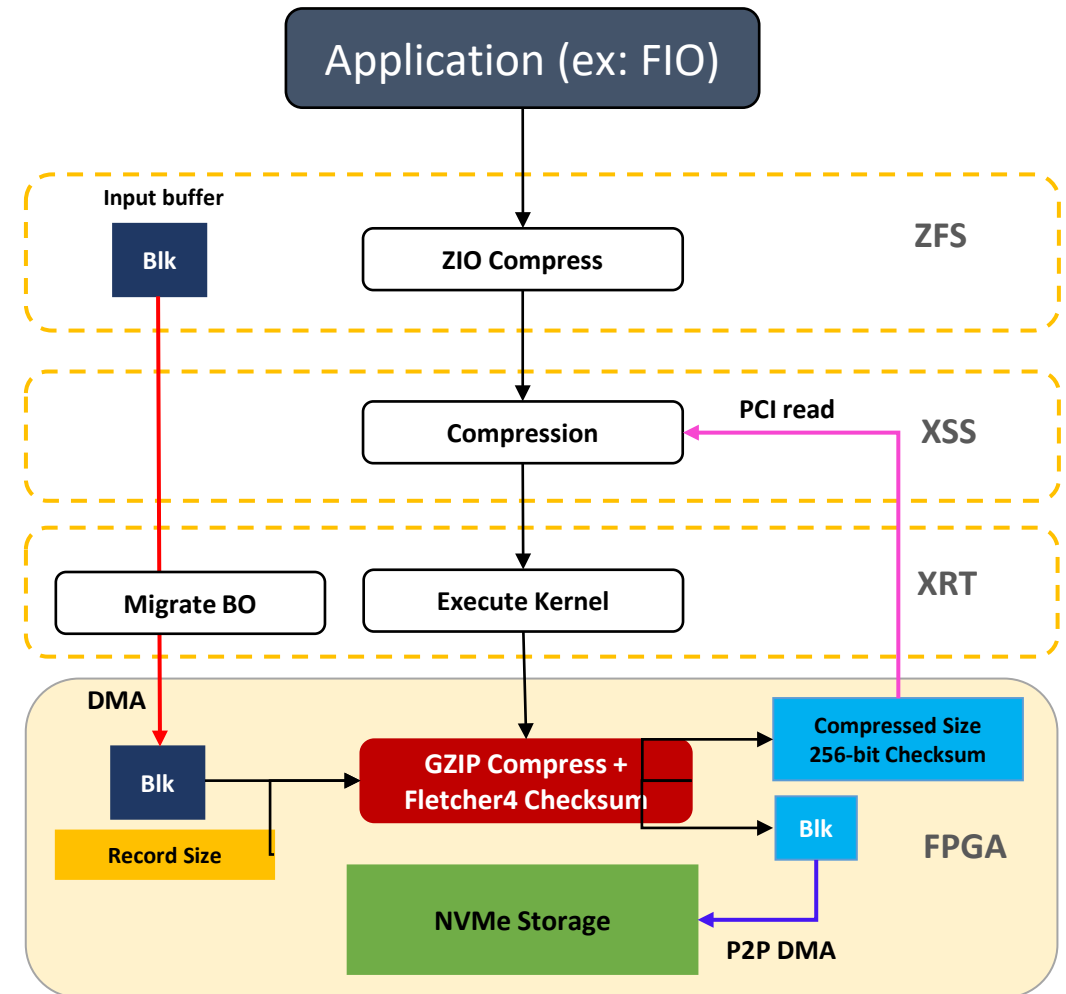 Application (ex: FIO)
Input buffer
Blk
ZIO Compress
ZFS
PCI read
Compression
XSS
Migrate BO
Execute Kernel
XRT
DMA
Blk
Record Size
GZIP Compress +
Fletcher4 Checksum
Compressed Size
256-bit Checksum
Blk
FPGA
NVMe Storage
P2P DMA